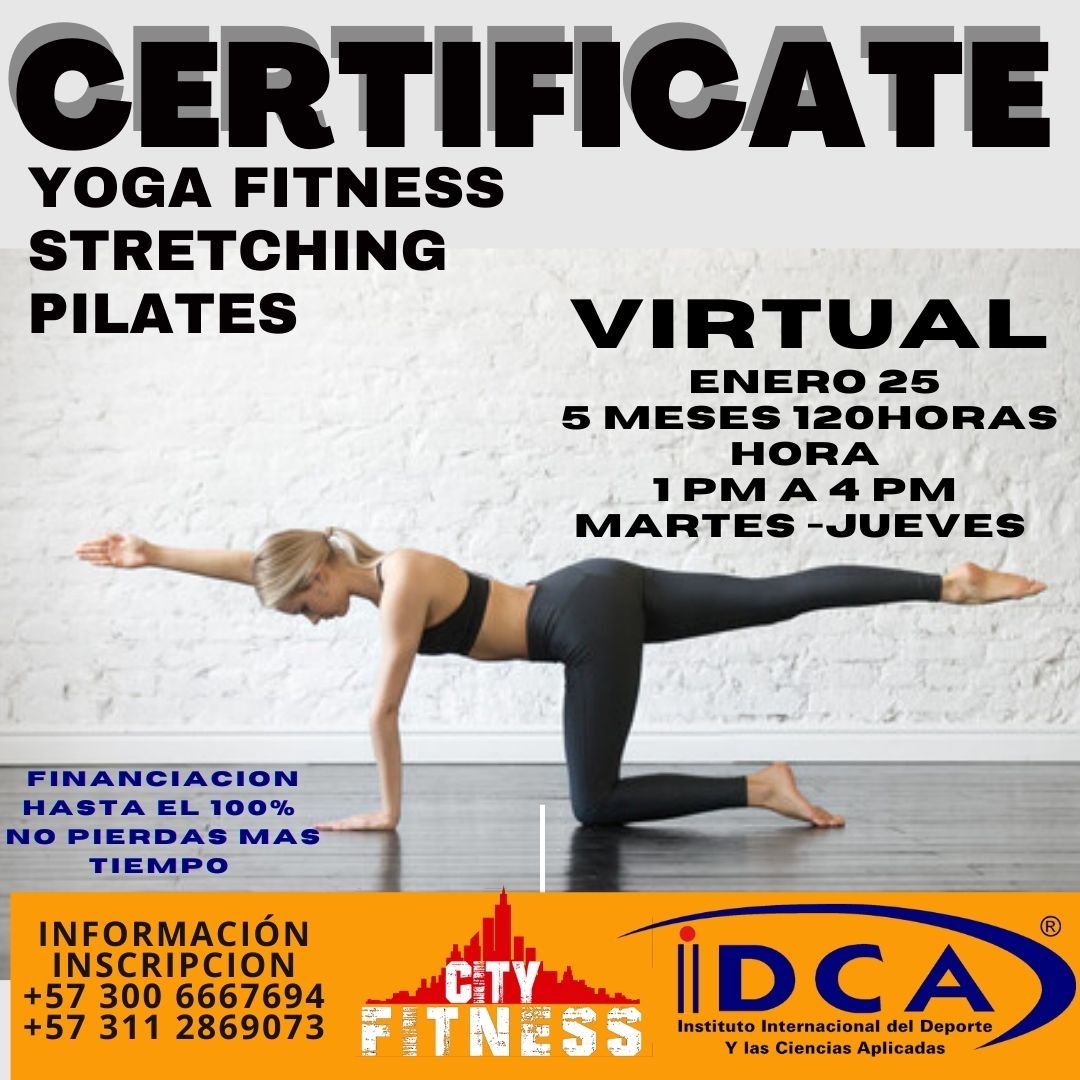 CERTIFICATE
YOGA FITNESS
STRETCHING
PILATES
VIRTUAL
ENERO 25
5 MESES 120HORAS
HORA
1 PM A 4 PM
MARTES -JUEVES
FINANCIACION
HASTA EL 100%
NO PIERDAS MAS
TIEMPO
INFORMACIÓN
INSCRIPCION
+57 300 6667694
+57 311 2869073
CITY
FITNESS
iDCA ®
Instituto Internacional del Deporte
Y las Ciencias Aplicadas